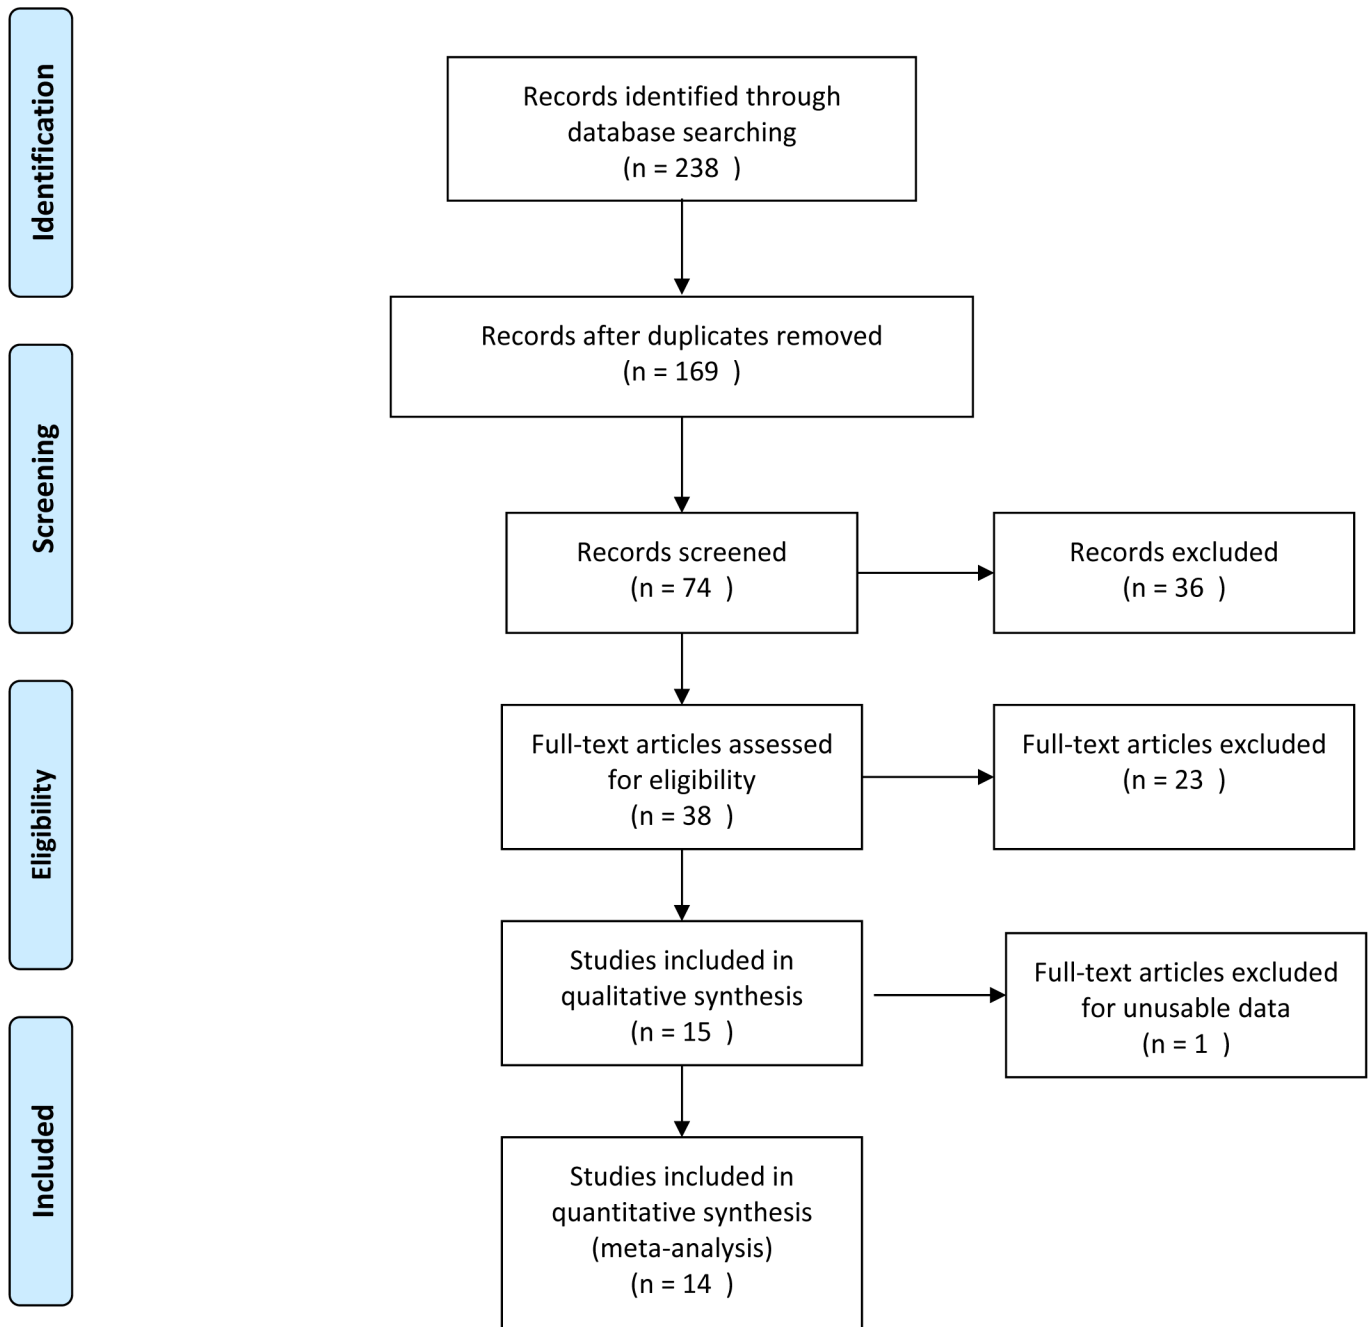 Identification
Records identified through
database searching
(n = 238  )
Records after duplicates removed
(n = 169  )
Screening
Records screened
(n = 74  )
Records excluded
(n = 36  )
Eligibility
Full-text articles assessed
for eligibility
(n = 38  )
Full-text articles excluded
(n = 23  )
Studies included in
qualitative synthesis
(n = 15  )
Full-text articles excluded
for unusable data
(n = 1  )
Included
Studies included in
quantitative synthesis
(meta-analysis)
(n = 14  )